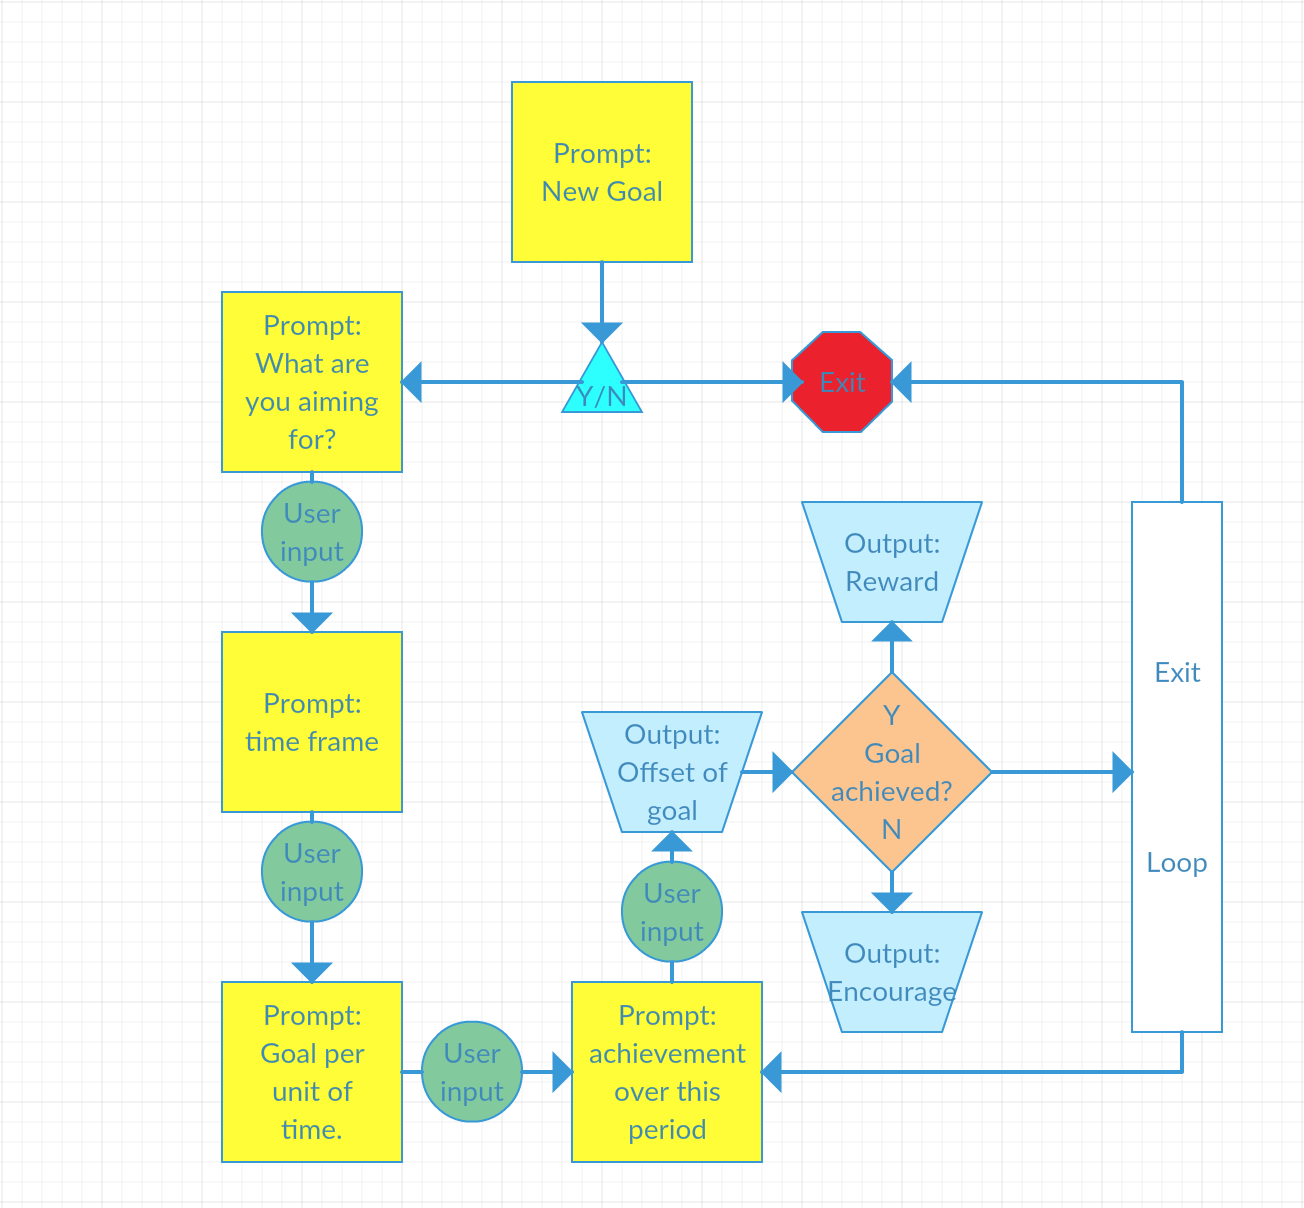 Prompt:
New Goal
Prompt:
What are
you aiming
for?
Y/N
Exit
User
input
Output:
Reward
Prompt:
time frame
Output:
Offset of
goal
Y
Goal
achieved?
N
Exit
Loop
User
input
User
input
Output:
Encourage
Prompt:
Goal per
unit of
time.
User
input
Prompt:
achievement
over this
period